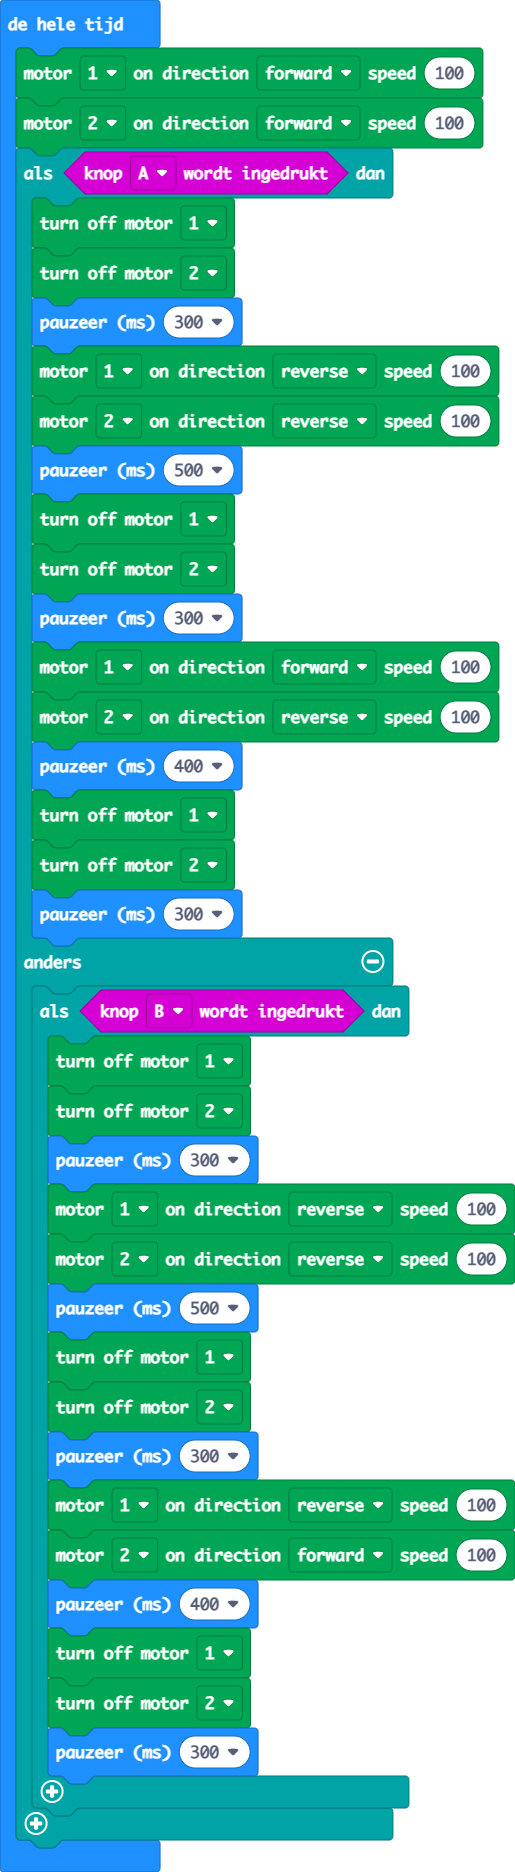 de hele tijd
motor 1 on direction forward speed 100
motor 2 on direction forward speed 100
als knop A wordt ingedrukt dan
turn off motor 1
turn off motor 2
pauzeer (ms) 300
motor 1 on direction reverse speed 100
motor 2 on direction reverse speed 100
pauzeer (ms) 500
turn off motor 1
turn off motor 2
pauzeer (ms) 300
motor 1 on direction forward speed 100
motor 2 on direction reverse speed 100
pauzeer (ms) 400
turn off motor 1
turn off motor 2
pauzeer (ms) 300
anders
als knop B wordt ingedrukt dan
turn off motor 1
turn off motor 2
pauzeer (ms) 300
motor 1 on direction reverse speed 100
motor 2 on direction reverse speed 100
pauzeer (ms) 500
turn off motor 1
turn off motor 2
pauzeer (ms) 300
motor 1 on direction reverse speed 100
motor 2 on direction forward speed 100
pauzeer (ms) 400
turn off motor 1
turn off motor 2
pauzeer (ms) 300